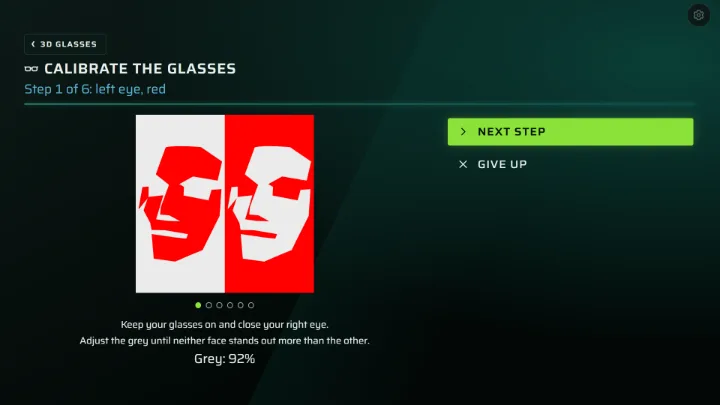 3D GLASSES
CALIBRATE THE GLASSES
Step 1 of 6: left eye, red
NEXT STEP
GIVE UP
Keep your glasses on and close your right eye.
Adjust the grey until neither face stands out more than the other.
Grey: 92%